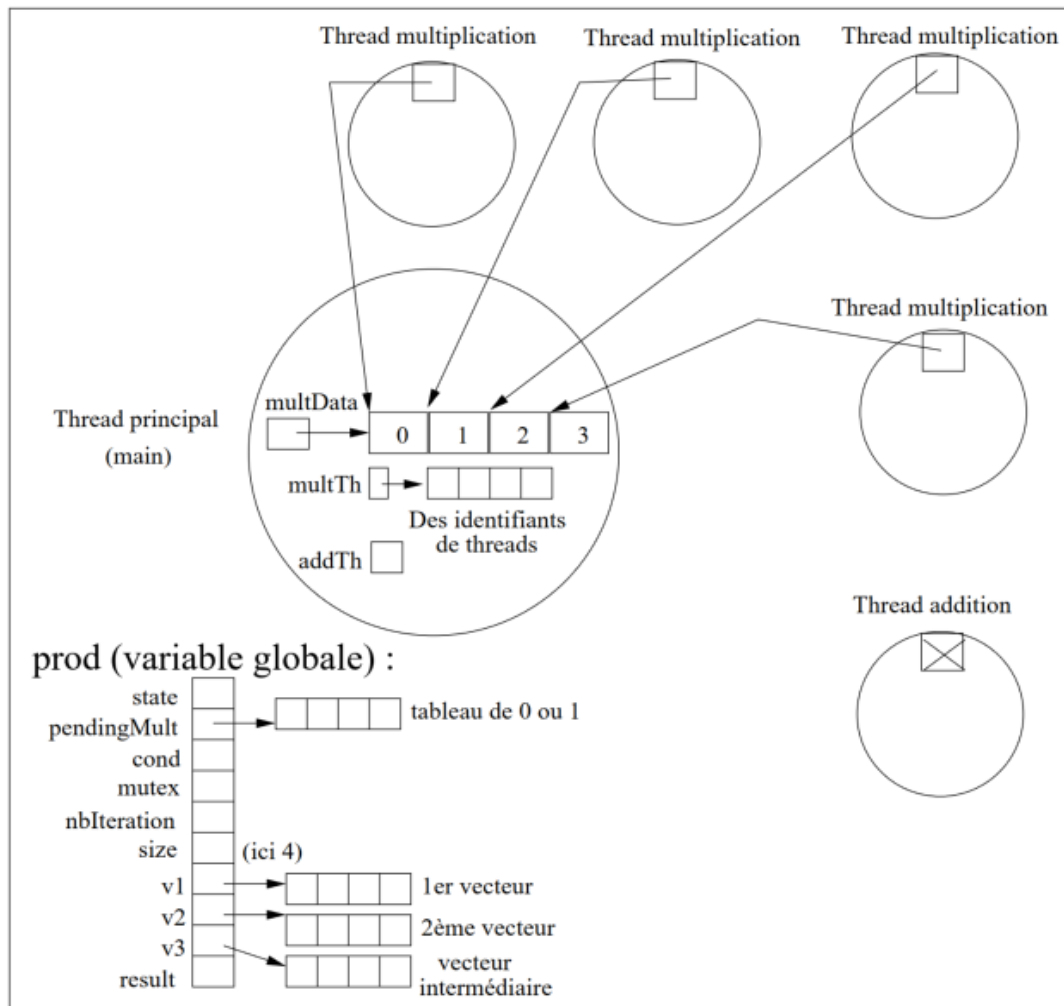 Thread multiplication
Thread multiplication
Thread multiplication
Thread multiplication
Thread principal
(main)
multData
0 1 2 3
multTh
Des identifiants
de threads
addTh
Thread addition
prod (variable globale) :
state
pendingMult
tableau de 0 ou 1
cond
mutex
nbIteration
size
(ici 4)
v1
1er vecteur
v2
2ème vecteur
v3
vecteur
intermédiaire
result